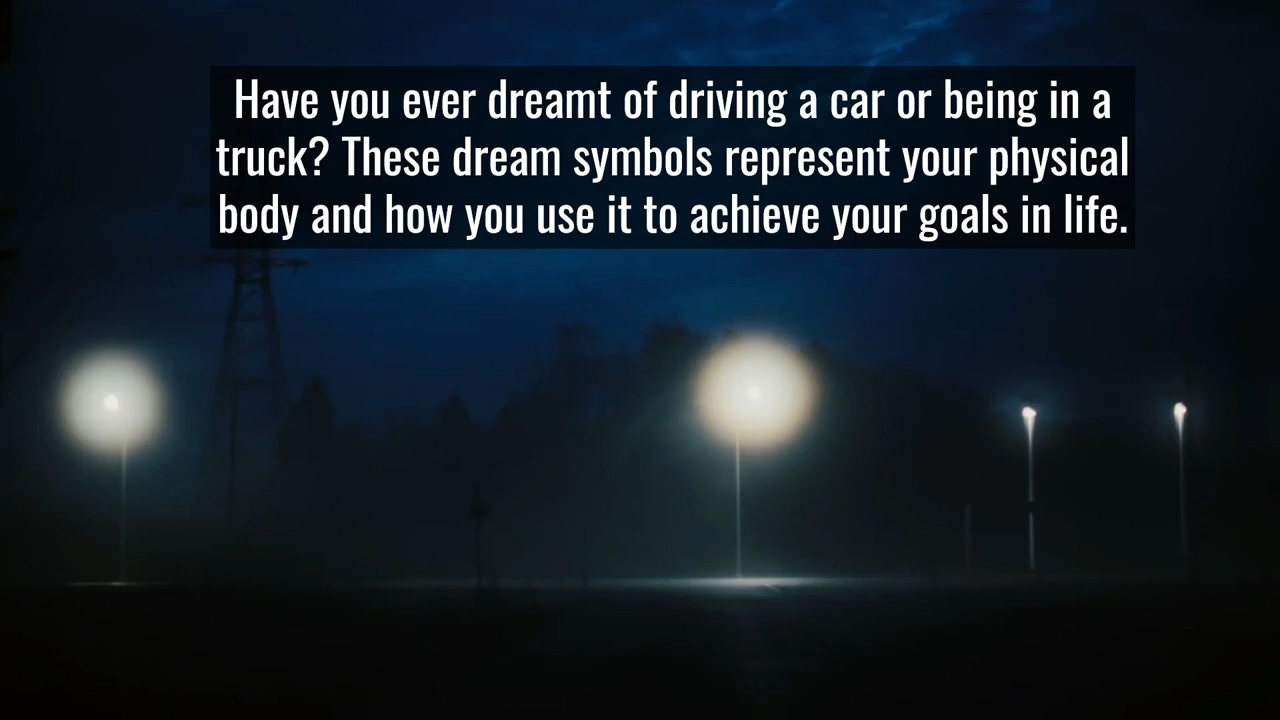 Have you ever dreamt of driving a car or being in a
truck? These dream symbols represent your physical
body and how you use it to achieve your goals in life.